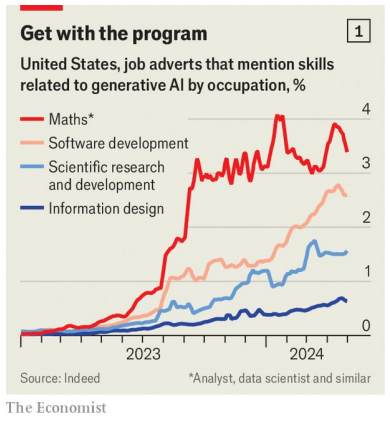 Get with the program
1
United States, job adverts that mention skills
related to generative AI by occupation, %
4
Maths*
Software development
3
Scientific research
and development
Information design
2
1
0
2023
2024
Source: Indeed
*Analyst, data scientist and similar
The Economist